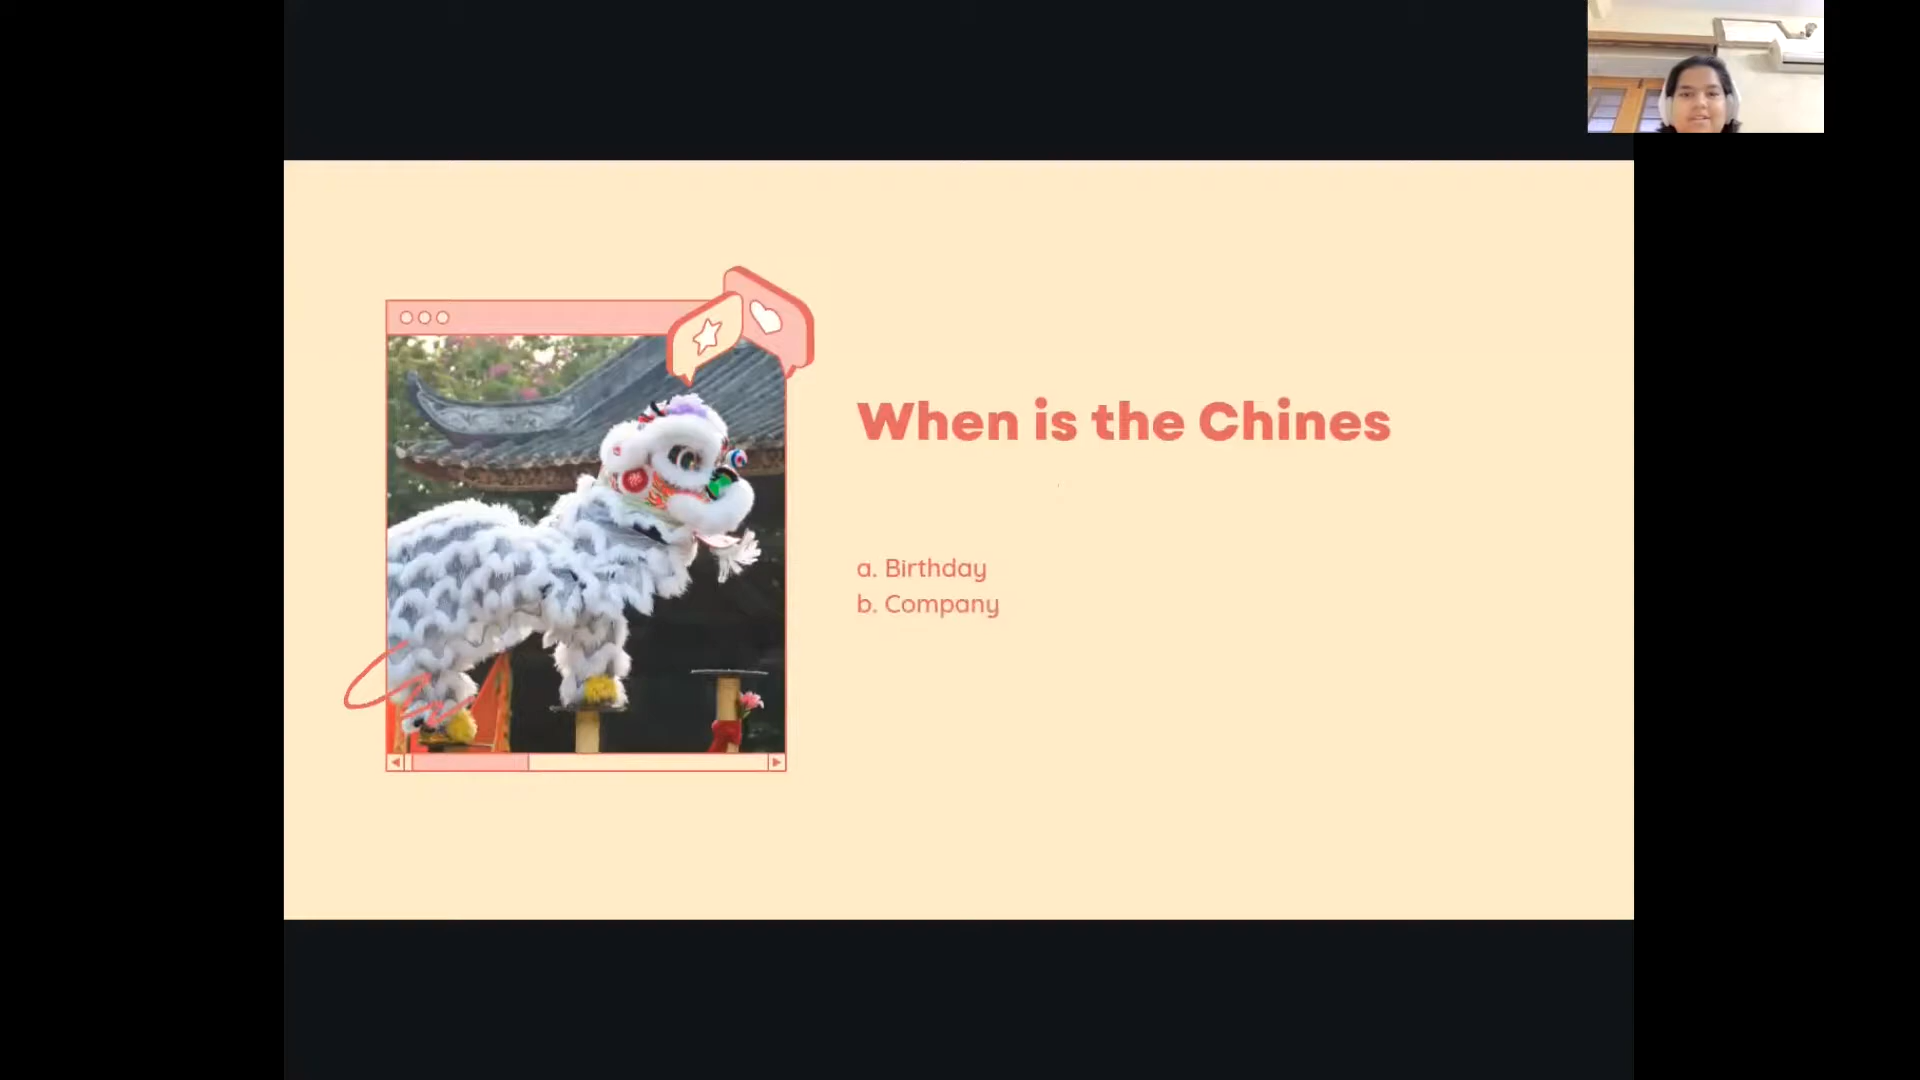 When is the Chines
a. Birthday
b. Company